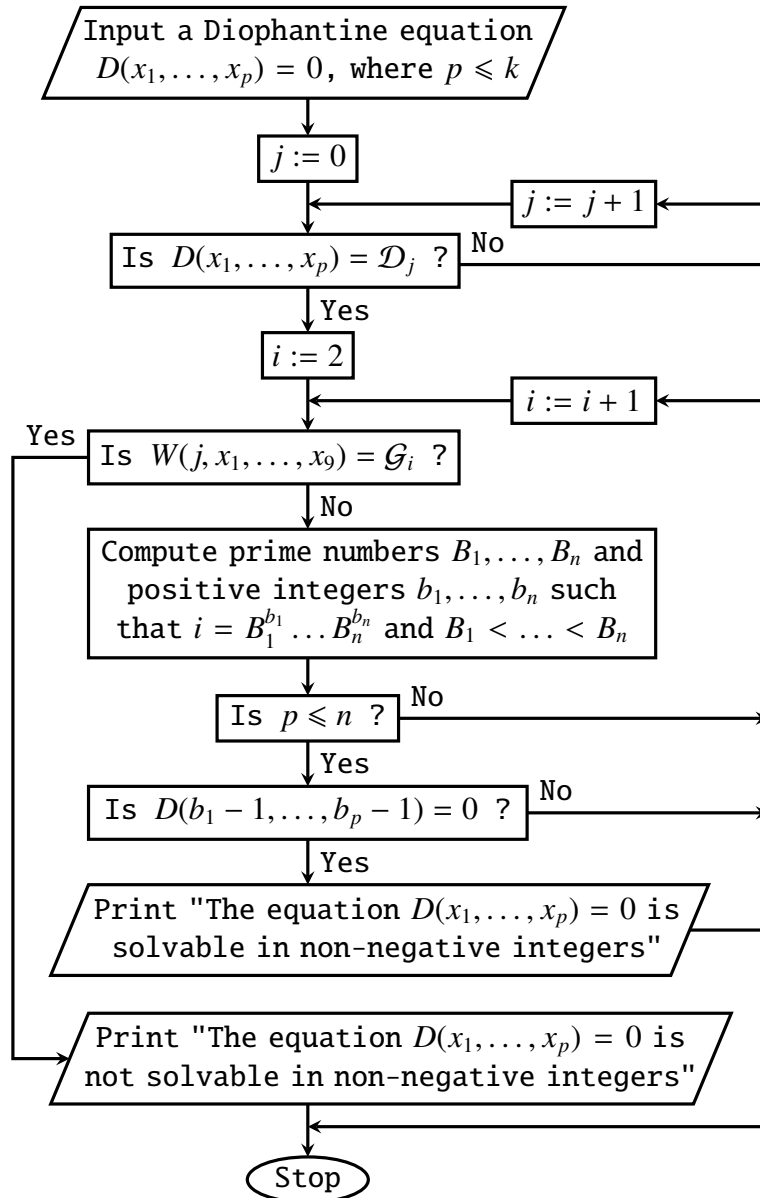 Input a Diophantine equation
D(x₁, . . . , xₚ) = 0, where p ⩽ k
j := 0
j := j + 1
Is D(x₁, . . . , xₚ) = 𝒟ⱼ ?
No
Yes
i := 2
i := i + 1
Yes
Is W(j, x₁, . . . , x₉) = 𝒢ᵢ ?
No
Compute prime numbers B₁, . . . , Bₙ and
positive integers b₁, . . . , bₙ such
that i = B₁^{b₁} . . . Bₙ^{bₙ} and B₁ < . . . < Bₙ
Is p ⩽ n ?
No
Yes
Is D(b₁ − 1, . . . , bₚ − 1) = 0 ?
No
Yes
Print "The equation D(x₁, . . . , xₚ) = 0 is
solvable in non-negative integers"
Print "The equation D(x₁, . . . , xₚ) = 0 is
not solvable in non-negative integers"
Stop